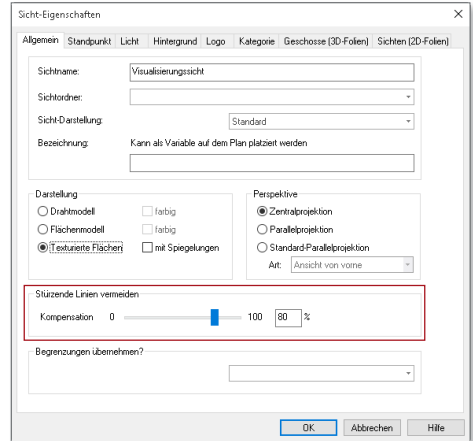 Sicht-Eigenschaften
Allgemein Standpunkt Licht Hintergrund Logo Kategorie Geschosse (3D-Folien) Sichten (2D-Folien)
Sichtname: Visualisierungssicht
Sichtordner:
Sicht-Darstellung: Standard
Bezeichnung: Kann als Variable auf dem Plan platziert werden
Darstellung Perspektive
Drahtmodell farbig Zentralprojektion
Flächenmodell farbig Parallelprojektion
Texturierte Flächen mit Spiegelungen Standard-Parallelprojektion
Art: Ansicht von vorne
Stürzende Linien vermeiden
Kompensation 0 100 80 %
Begrenzungen übernehmen?
OK Abbrechen Hilfe